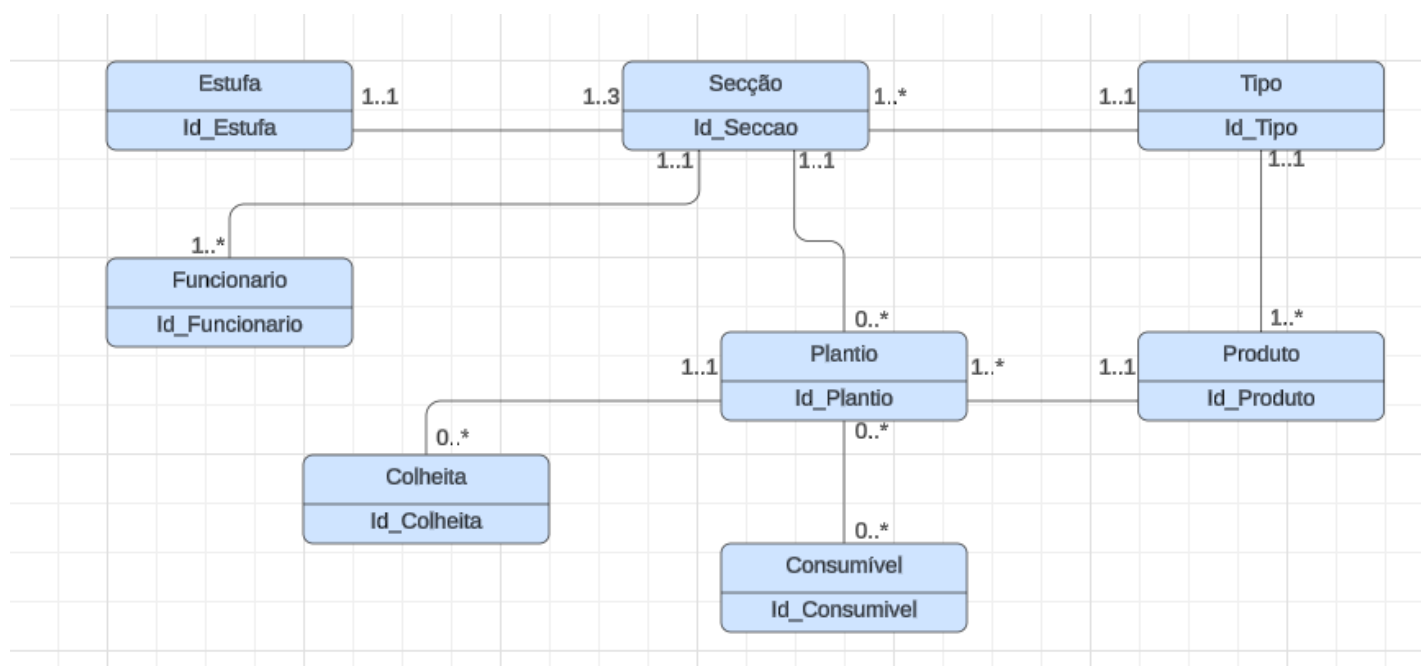 Estufa
Id_Estufa
1..1
1..3
Secção
Id_Seccao
1..*
1..1
Tipo
Id_Tipo
1..1
1..1
1..1
1..*
Funcionario
Id_Funcionario
0..*
1..*
1..1
Plantio
Id_Plantio
1..*
1..1
Produto
Id_Produto
0..*
0..*
Colheita
Id_Colheita
0..*
Consumível
Id_Consumivel